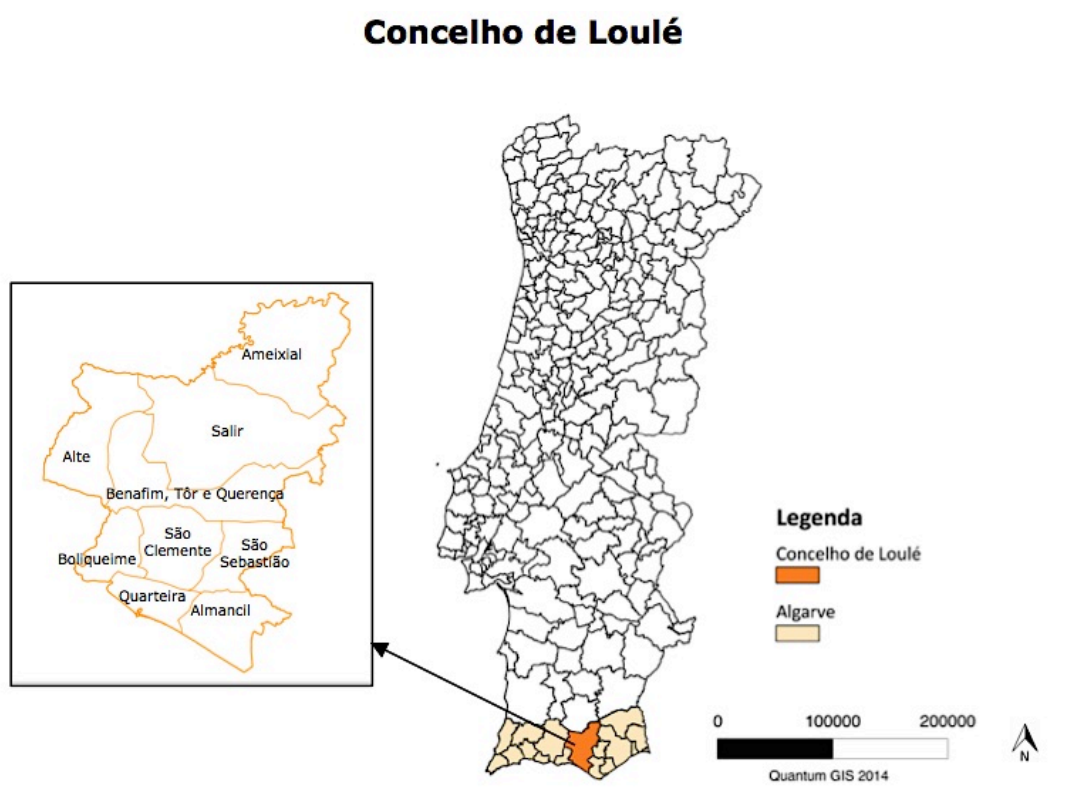 Concelho de Loulé
Ameixial
Salir
Alte
Benafim, Tôr e Querença
São
Clemente
São
Sebastião
Boliqueime
Quarteira
Almancil
Legenda
Concelho de Loulé
Algarve
0 100000 200000
Quantum GIS 2014
N